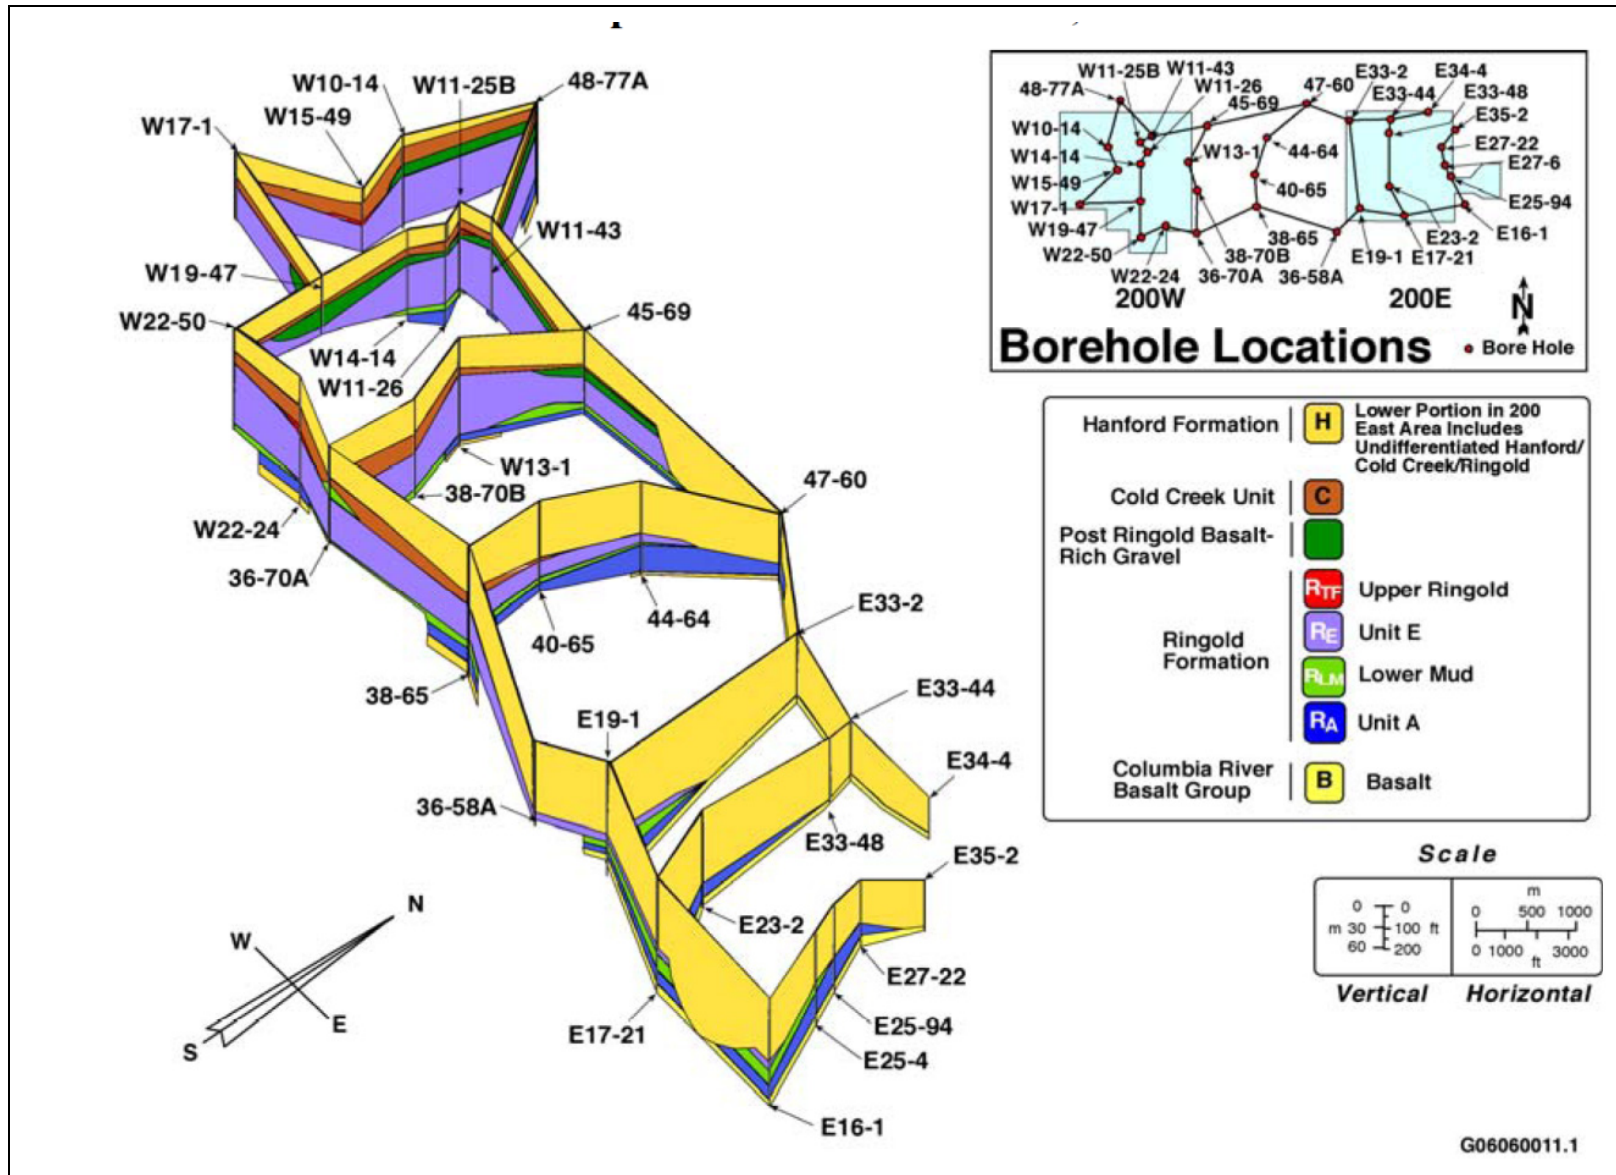 W10-14
W11-25B
48-77A
W15-49
W17-1
W11-43
W19-47
W22-50
45-69
W14-14
W11-26
W13-1
38-70B
47-60
W22-24
36-70A
E33-2
44-64
40-65
38-65
E33-44
E19-1
E34-4
36-58A
E33-48
E35-2
E23-2
E27-22
E25-94
E17-21
E25-4
E16-1
N
W
E
S
W11-25B
W11-43
48-77A
W11-26
45-69
47-60
E33-2
E34-4
E33-44
E33-48
E35-2
W10-14
W14-14
W13-1
44-64
E27-22
E27-6
W15-49
40-65
W17-1
E25-94
W19-47
38-65
E23-2
E16-1
W22-50
38-70B
E19-1
E17-21
W22-24
36-70A
36-58A
200W
200E
N
Borehole Locations
Bore Hole
Hanford Formation
H
Lower Portion in 200
East Area Includes
Undifferentiated Hanford/
Cold Creek/Ringold
Cold Creek Unit
C
Post Ringold Basalt-
Rich Gravel
Ringold
Formation
RTF Upper Ringold
RE Unit E
RLM Lower Mud
RA Unit A
Columbia River
Basalt Group
B Basalt
Scale
m
0 0
m 30 100 ft
60 200
0 500 1000
0 1000 3000
ft
Vertical
Horizontal
G06060011.1